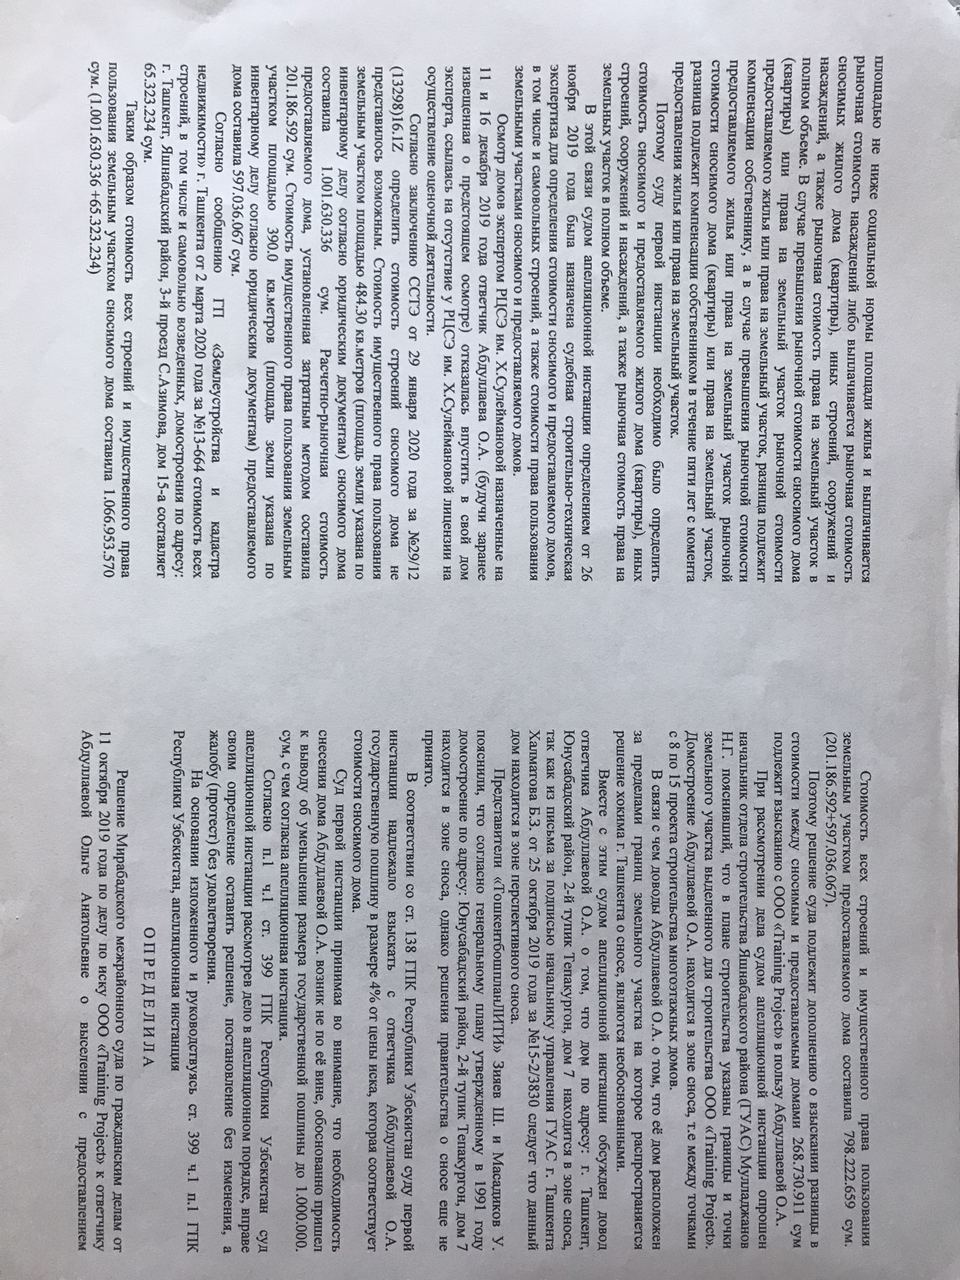 площадью не ниже социальной нормы площади жилья и выплачивается
рыночная стоимость насаждений либо выплачивается рыночная стоимость
сносимых жилого дома (квартиры), иных строений, сооружений и
насаждений, а также рыночная стоимость права на земельный участок в
полном объеме. В случае превышения рыночной стоимости сносимого дома
(квартиры) или права на земельный участок рыночной стоимости
предоставляемого жилья или права на земельный участок, разница подлежит
компенсации собственнику, а в случае превышения рыночной стоимости
предоставляемого жилья или права на земельный участок рыночной
стоимости сносимого дома (квартиры) или права на земельный участок,
разница подлежит компенсации собственником в течение пяти лет с момента
предоставления жилья или права на земельный участок.
Поэтому суду первой инстанции необходимо было определить
стоимость сносимого и предоставляемого жилого дома (квартиры), иных
строений, сооружений и насаждений, а также рыночная стоимость права на
земельных участок в полном объеме.
В этой связи судом апелляционной инстанции определением от 26
ноября 2019 года была назначена судебная строительно-техническая
экспертиза для определения стоимости сносимого и предоставляемого домов,
в том числе и самовольных строений, а также стоимости права пользования
земельными участками сносимого и предоставляемого домов.
Осмотр домов экспертом РЦСЭ им. Х.Сулеймановой назначенные на
11 и 16 декабря 2019 года ответчик Абдуллаева О.А. (будучи заранее
извещенная о предстоящем осмотре) отказалась впустить в свой дом
эксперта, ссылаясь на отсутствие у РЦСЭ им. Х.Сулеймановой лицензии на
осуществление оценочной деятельности.
Согласно заключению ССТЭ от 29 января 2020 года за №29/12
(13298)16.1Z определить стоимость строений сносимого дома не
представилось возможным. Стоимость имущественного права пользования
земельным участком площадью 484.30 кв.метров (площадь земли указана по
инвентарному делу согласно юридическим документам) сносимого дома
составила 1.001.630.336 сум. Расчетно-рыночная стоимость
предоставляемого дома, установленная затратным методом составила
201.186.592 сум. Стоимость имущественного права пользования земельным
участком площадью 390.0 кв.метров (площадь земли указана по
инвентарному делу согласно юридическим документам) предоставляемого
дома составила 597.036.067 сум.
Согласно сообщению ГП «Землеустройства и кадастра
недвижимости» г. Ташкента от 2 марта 2020 года за №13-664 стоимость всех
строений, в том числе и самовольно возведенных, домостроения по адресу:
г. Ташкент, Яшнабадский район, 3-й проезд С.Азимова, дом 15-а составляет
65.323.234 сум.
Таким образом стоимость всех строений и имущественного права
пользования земельным участком сносимого дома составила 1.066.953.570
сум. (1.001.630.336 +65.323.234)
Стоимость всех строений и имущественного права пользования
земельным участком предоставляемого дома составила 798.222.659 сум.
(201.186.592+597.036.067).
Поэтому решение суда подлежит дополнению о взыскании разницы в
стоимости между сносимым и предоставляемым домами 268.730.911 сум
подлежит взысканию с ООО «Training Project» в пользу Абдуллаевой О.А.
При рассмотрении дела судом апелляционной инстанции опрошен
начальник отдела строительства Яшнабадского района (ГУАС) Мулладжанов
Н.Г. пояснивший, что в плане строительства указаны границы и точки
земельного участка выделенного для строительства ООО «Training Project».
Домостроение Абдуллаевой О.А. находится в зоне сноса, т.е между точками
с 8 по 15 проекта строительства многоэтажных домов.
В связи с чем доводы Абдуллаевой О.А. о том, что её дом расположен
за пределами границ земельного участка на которое распространяется
решение хокима г. Ташкента о сносе, являются необоснованными.
Вместе с этим судом апелляционной инстанции обсужден довод
ответчика Абдуллаевой О.А., о том, что дом по адресу: г. Ташкент,
Юнусабадский район, 2-й тупик Тепакургон, дом 7 находится в зоне сноса,
так как из письма за подписью начальнику управления ГУАС г. Ташкента
Халматова Б.З. от 25 октября 2019 года за №15-2/3830 следует что данный
дом находится в зоне перспективного сноса.
Представители «ТошкентбошпланЛИТИ» Зияев Ш. и Масадиков У.
пояснили, что согласно генеральному плану утвержденному в 1991 году
домостроение по адресу: Юнусабадский район, 2-й тупик Тепакургон, дом 7
находится в зоне сноса, однако решения правительства о сносе еще не
принято.
В соответствии со ст. 138 ГПК Республики Узбекистан суду первой
инстанции надлежало взыскать с ответчика Аббдуллаевой О.А.
государственную пошлину в размере 4% от цены иска, которая соответствует
стоимости сносимого дома.
Суд первой инстанции принимая во внимание, что необходимость
снесения дома Абдуллаевой О.А. возник не по её вине, обоснованно пришел
к выводу об уменьшении размера государственной пошлины до 1.000.000.
сум, с чем согласна апелляционная инстанция.
Согласно п.1 ч.1 ст. 399 ГПК Республики Узбекистан суд
апелляционной инстанции рассмотрев дело в апелляционном порядке, вправе
своим определение оставить решение, постановление без изменения, а
жалобу (протест) без удовлетворения.
На основании изложенного и руководствуясь ст. 399 ч.1 п.1 ГПК
Республики Узбекистан, апелляционная инстанция
О П Р Е Д Е Л И Л А
Решение Мирабадского межрайонного суда по гражданским делам от
11 октября 2019 года по делу по иску ООО «Training Project» к ответчику
Абдуллаевой Ольге Анатольевне о выселении с предоставлением